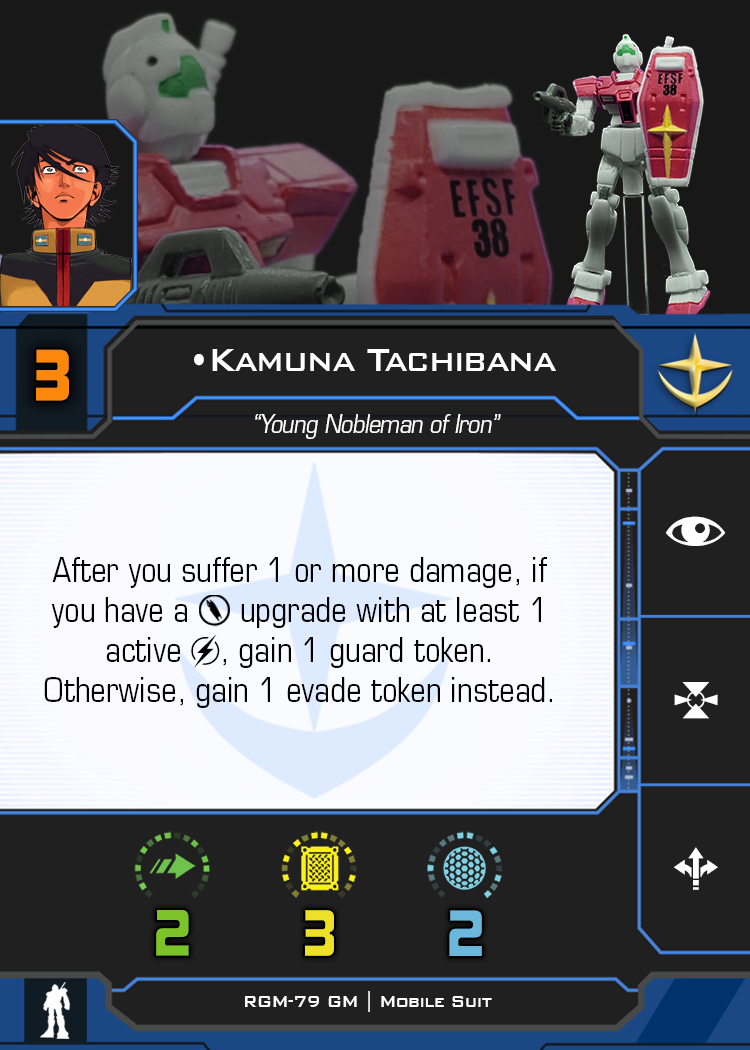 EFSF
38
EFSF
38
3
•Kamuna Tachibana
“Young Nobleman of Iron”
After you suffer 1 or more damage, if
you have a upgrade with at least 1
active , gain 1 guard token.
Otherwise, gain 1 evade token instead.
2
3
2
RGM-79 GM | Mobile Suit